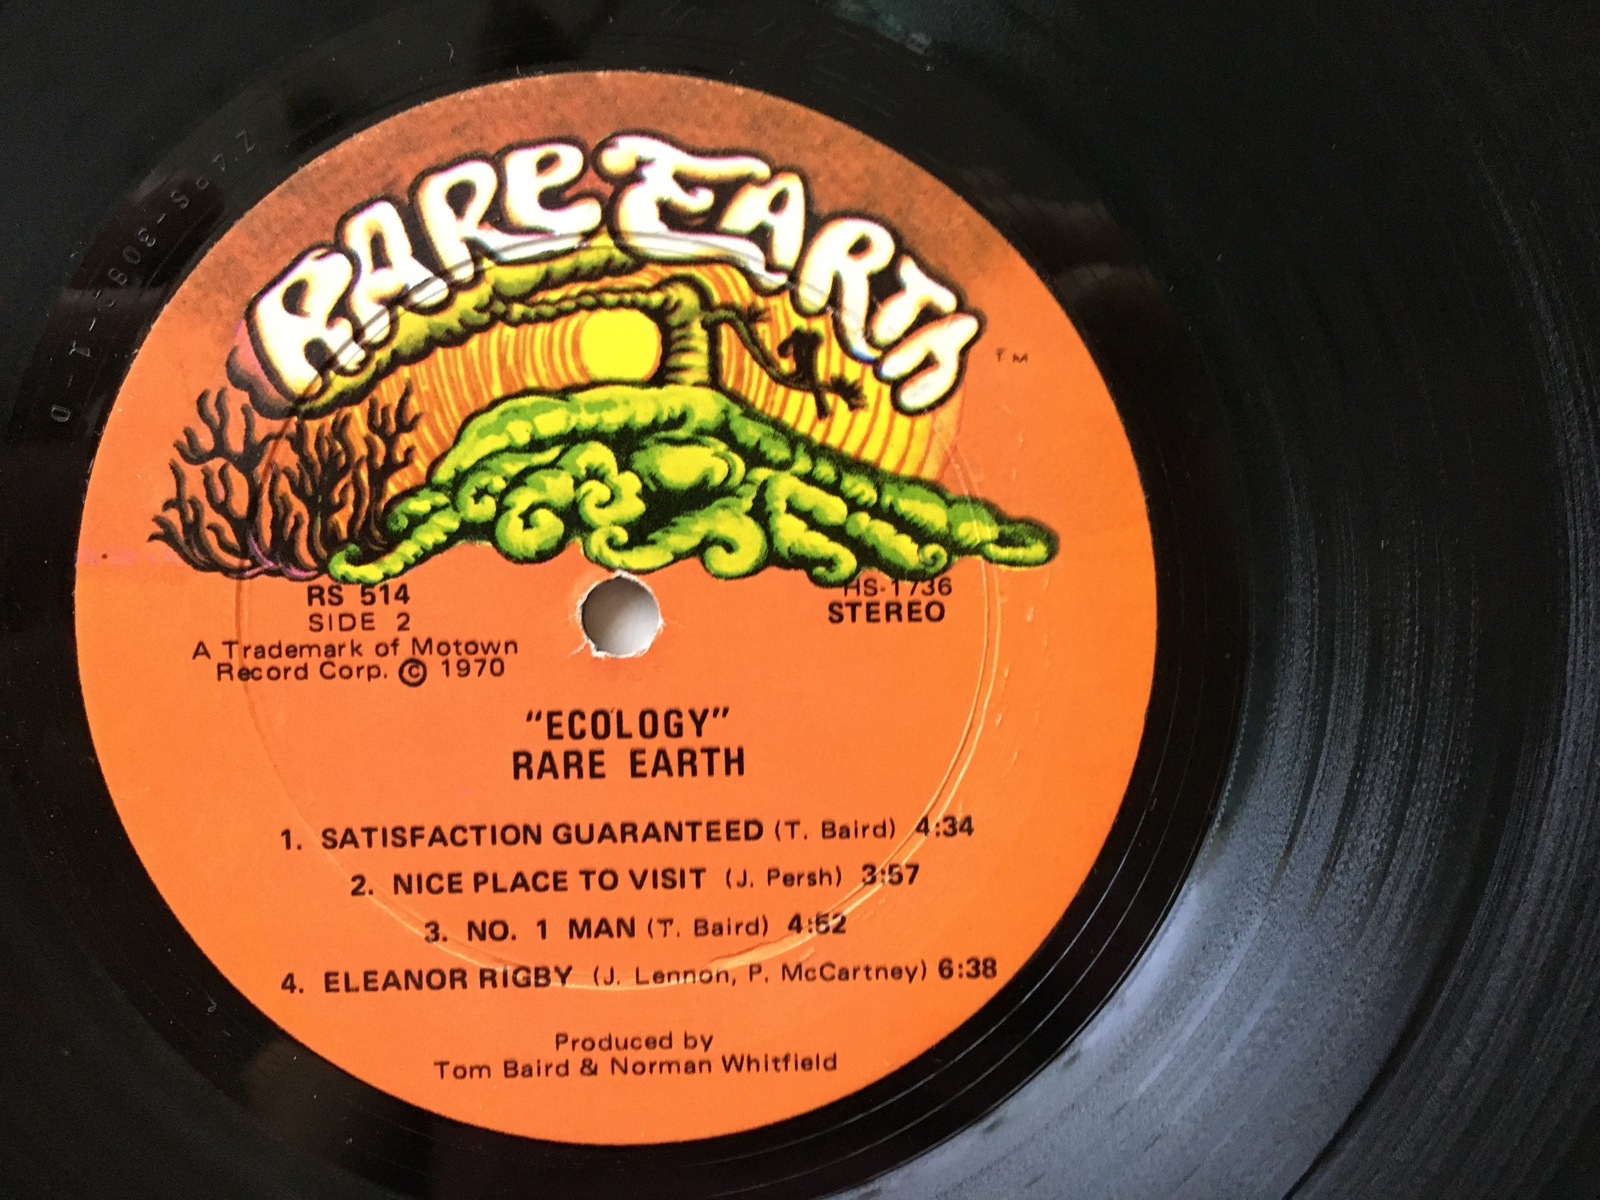 RARE EARTH
TM
RS 514
HS-1736
SIDE 2
STEREO
A Trademark of Motown
Record Corp. © 1970
"ECOLOGY"
RARE EARTH
1. SATISFACTION GUARANTEED (T. Baird) 4:34
2. NICE PLACE TO VISIT (J. Persh) 3:57
3. NO. 1 MAN (T. Baird) 4:52
4. ELEANOR RIGBY (J. Lennon, P. McCartney) 6:38
Produced by
Tom Baird & Norman Whitfield